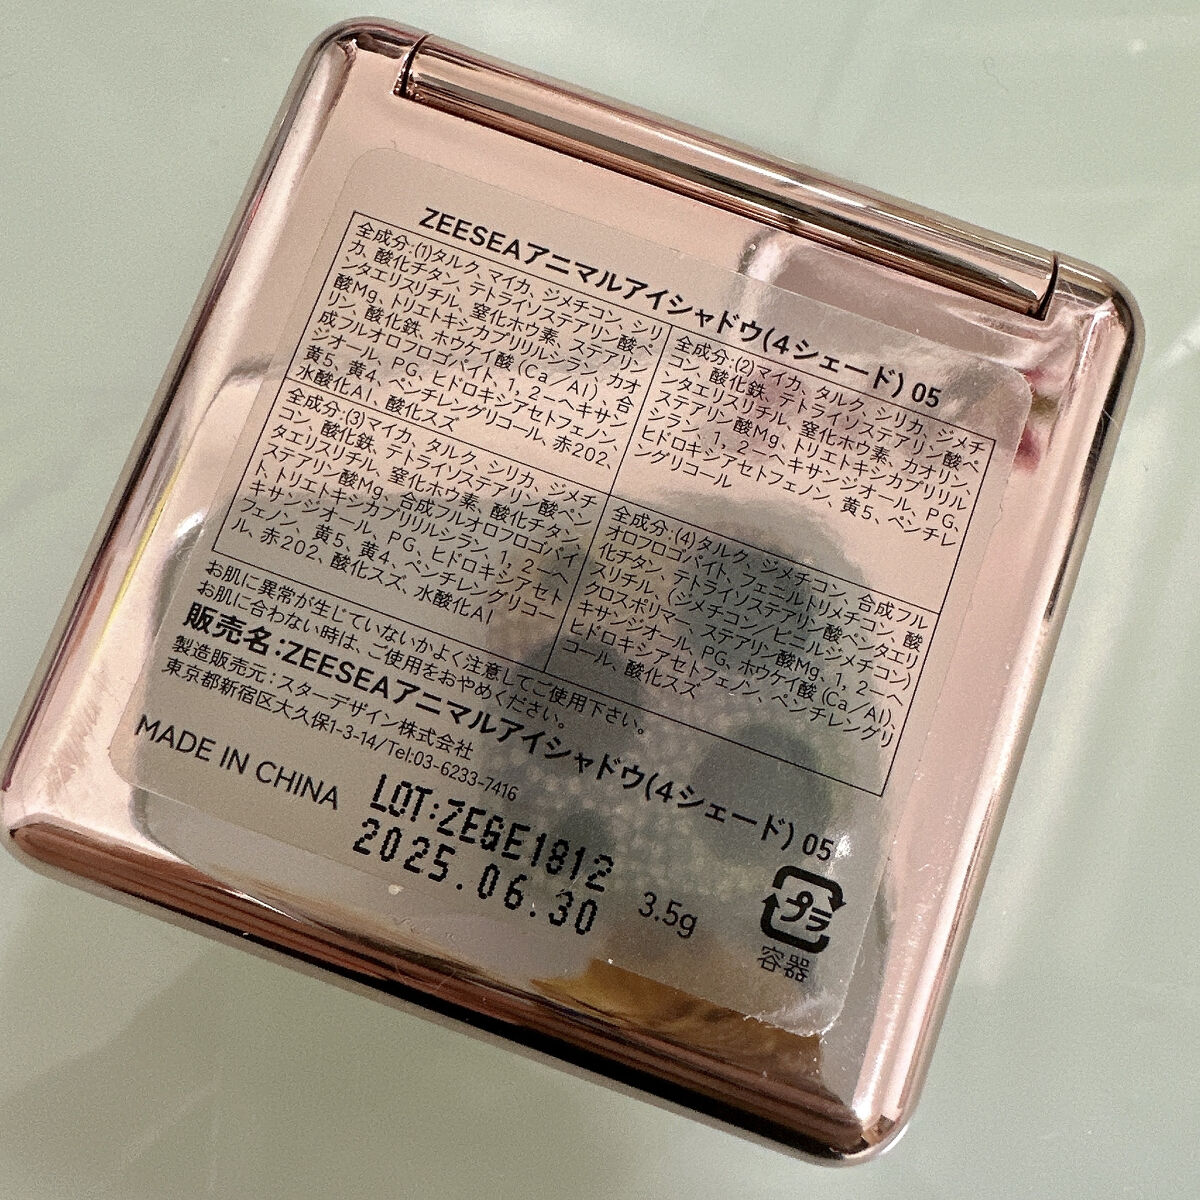 ZEESEAアニマルアイシャドウ(4シェード) 05
全成分:(1)タルク、マイカ、ジメチコン、シリ
カ、酸化チタン、テトライソステアリン酸ペ
ンタエリスリチル、窒化ホウ素、ステアリン
酸Mg、トリエトキシカプリリルシラン、カオ
リン、酸化鉄、ホウケイ酸(Ca/Al)、合
成フルオロフロゴパイト、1,2-ヘキサン
ジオール、PG、ヒドロキシアセトフェノン、
黄5、黄4、ペンチレングリコール、赤202、
水酸化Al、酸化スズ
全成分:(2)マイカ、タルク、シリカ、ジメチ
コン、酸化鉄、テトライソステアリン酸ペ
ンタエリスリチル、窒化ホウ素、カオリン、
ステアリン酸Mg、トリエトキシカプリリル
シラン、1,2-ヘキサンジオール、PG、
ヒドロキシアセトフェノン、黄5、ペンチレ
ングリコール
全成分:(3)マイカ、タルク、シリカ、ジメチ
コン、酸化鉄、テトライソステアリン酸ペン
タエリスリチル、窒化ホウ素、酸化チタン、
ステアリン酸Mg、合成フルオロフロゴパイ
ト、トリエトキシカプリリルシラン、1,2-ヘ
キサンジオール、PG、ヒドロキシアセト
フェノン、黄5、黄4、ペンチレングリコー
ル、赤202、酸化スズ、水酸化Al
全成分:(4)タルク、ジメチコン、合成フル
オロフロゴパイト、フェニルトリメチコン、酸
化チタン、テトライソステアリン酸ペンタエリ
スリチル、(ジメチコン/ビニルジメチコン)
クロスポリマー、ステアリン酸Mg、1,2-ヘ
キサンジオール、PG、ホウケイ酸(Ca/Al)、
ヒドロキシアセトフェノン、ペンチレングリ
コール、酸化スズ
お肌に異常が生じていないかよく注意してご使用下さい。
お肌に合わない時は、ご使用をおやめください。
販売名:ZEESEAアニマルアイシャドウ(4シェード) 05
製造販売元:スターデザイン株式会社
東京都新宿区大久保1-3-14/Tel:03-6233-7416
MADE IN CHINA
LOT:ZEGE1812
2025.06.30
3.5g
プラ
容器